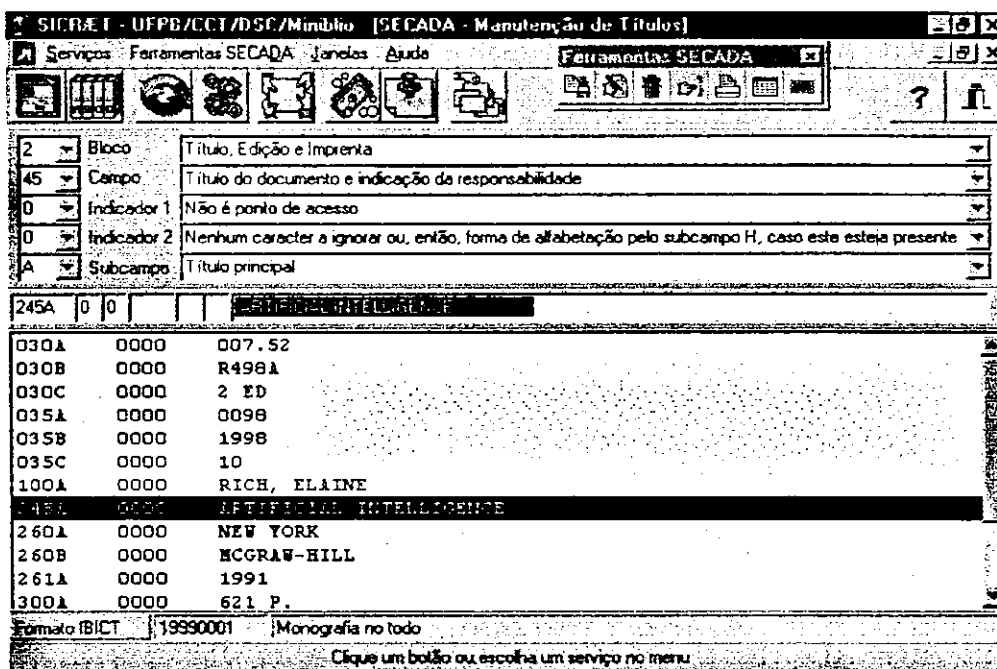 SICRÆT - UFPB/CCT/DSC/Miniblio [SECADA - Manutenção de Títulos]
Serviços Ferramentas SECADA Janelas Ajuda
Ferramentas SECADA
?
2 Bloco Título, Edição e Imprenta
45 Campo Título do documento e indicação da responsabilidade
0 Indicador 1 Não é ponto de acesso
0 Indicador 2 Nenhum caracter a ignorar ou, então, forma de alfabetação pelo subcampo H, caso este esteja presente
A Subcampo Título principal
245A 0 0 ARTIFICIAL INTELLIGENCE
030A 0000 007.52
030B 0000 R498A
030C 0000 2 ED
035A 0000 0098
035B 0000 1998
035C 0000 10
100A 0000 RICH, ELAINE
245A 0000 ARTIFICIAL INTELLIGENCE
260A 0000 NEW YORK
260B 0000 MCGRAW-HILL
261A 0000 1991
300A 0000 621 P.
Formato IBICT 19990001 Monografia no todo
Clique um botão ou escolha um serviço no menu